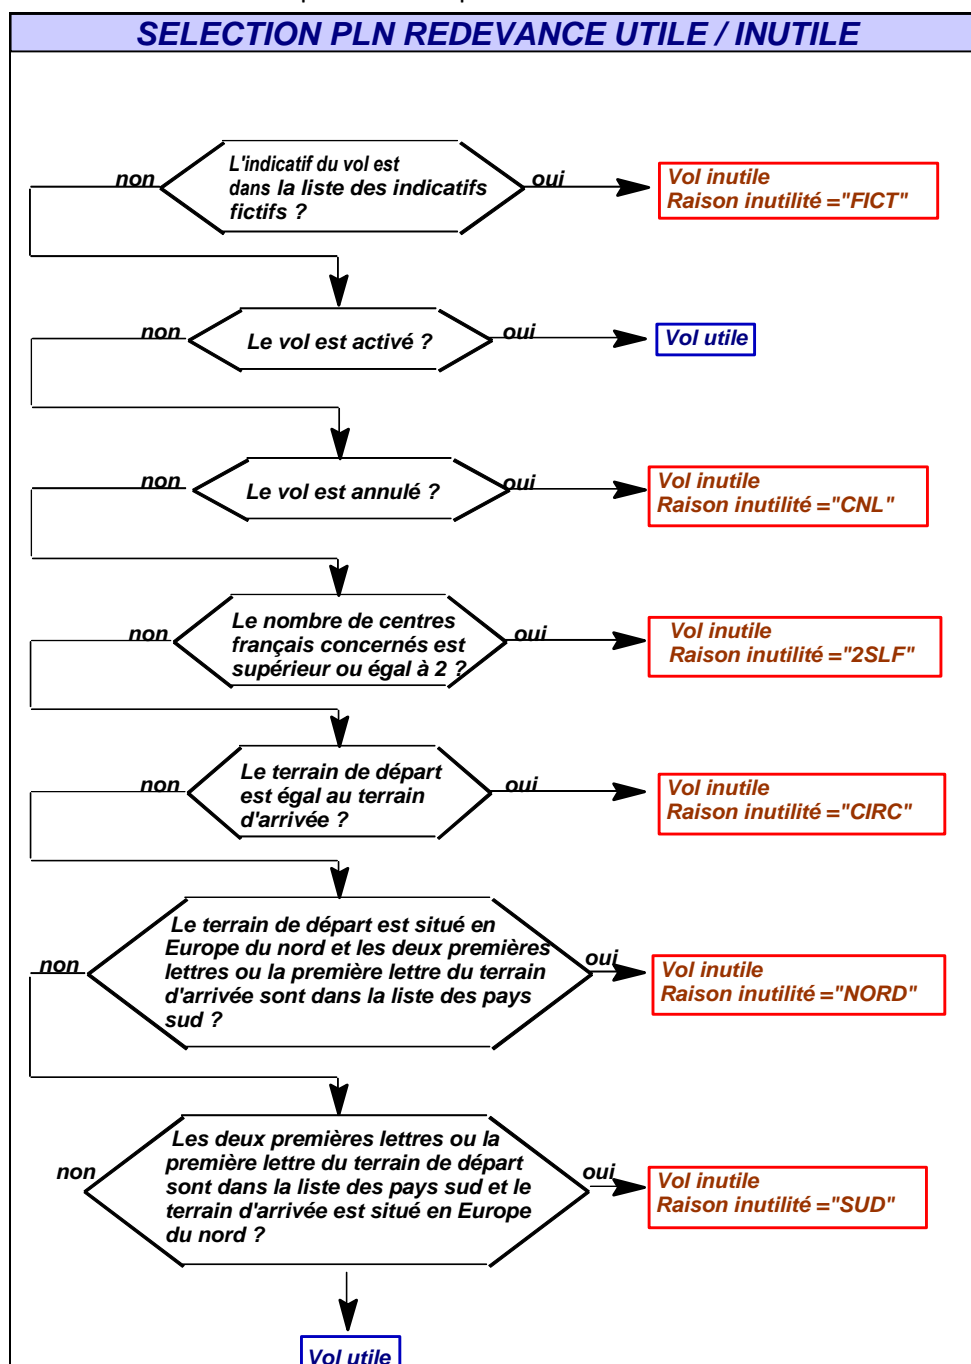 SELECTION PLN REDEVANCE UTILE / INUTILE
L'indicatif du vol est
dans la liste des indicatifs
fictifs ?
non
oui
Vol inutile
Raison inutilité ="FICT"
Le vol est activé ?
non
oui
Vol utile
Le vol est annulé ?
non
oui
Vol inutile
Raison inutilité ="CNL"
Le nombre de centres
français concernés est
supérieur ou égal à 2 ?
non
oui
Vol inutile
Raison inutilité ="2SLF"
Le terrain de départ
est égal au terrain
d'arrivée ?
non
oui
Vol inutile
Raison inutilité ="CIRC"
Le terrain de départ est situé en
Europe du nord et les deux premières
lettres ou la première lettre du terrain
d'arrivée sont dans la liste des pays
sud ?
non
oui
Vol inutile
Raison inutilité ="NORD"
Les deux premières lettres ou la
première lettre du terrain de départ
sont dans la liste des pays sud et le
terrain d'arrivée est situé en Europe
du nord ?
non
oui
Vol inutile
Raison inutilité ="SUD"
Vol utile